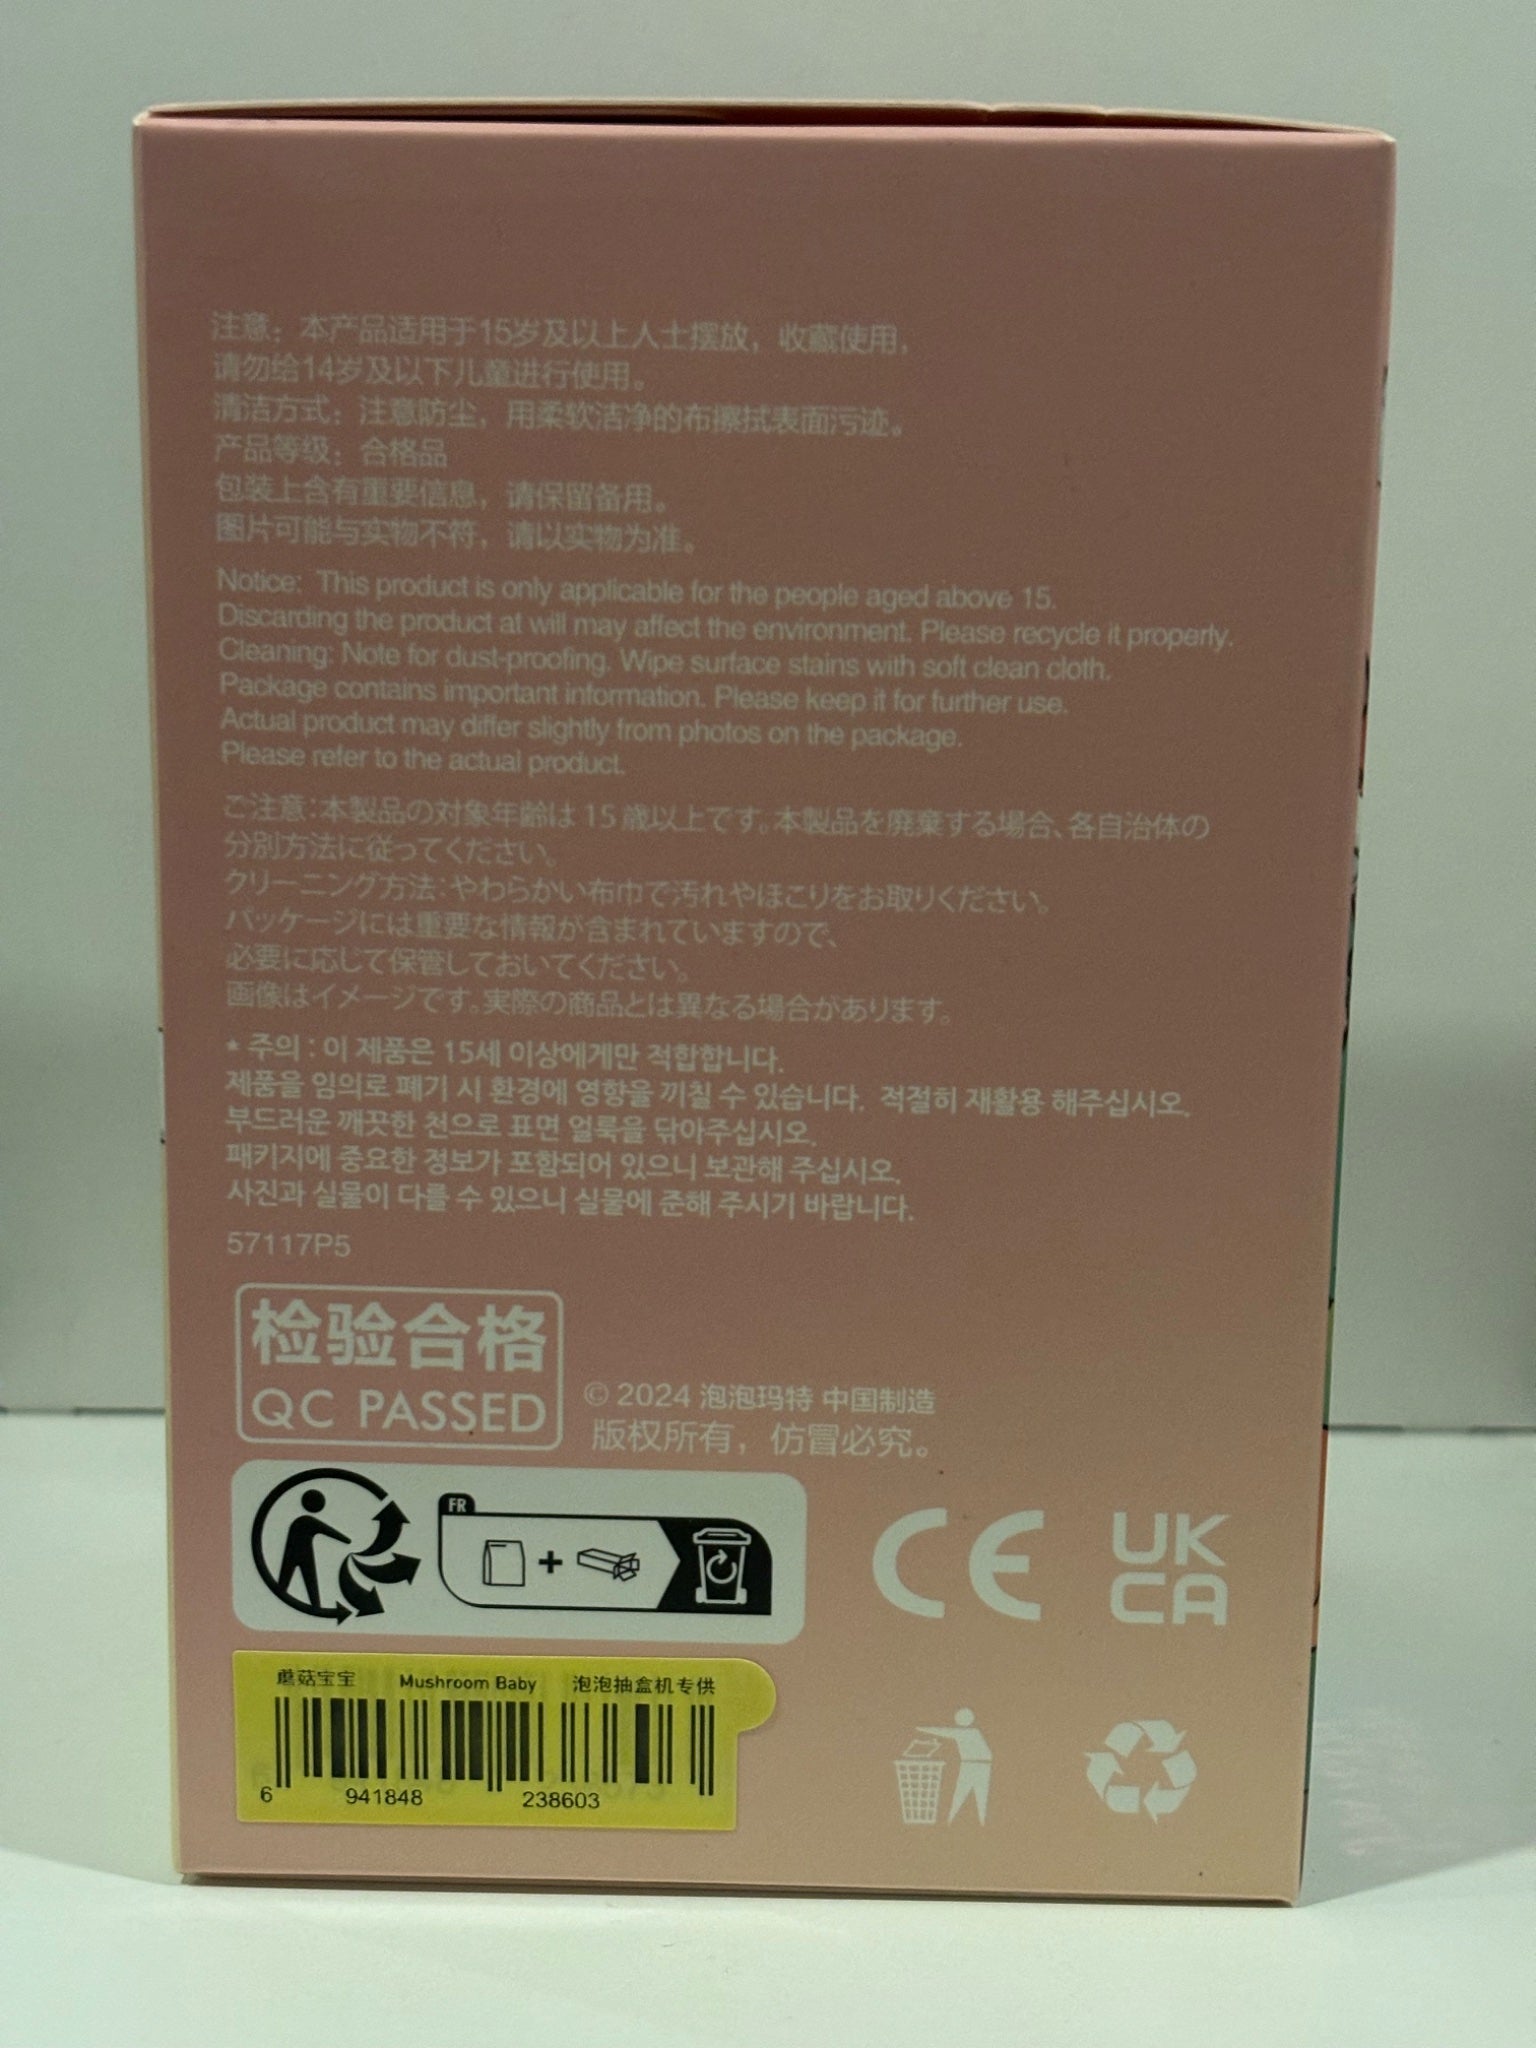 注意：本产品适用于15岁及以上人士摆放，收藏使用，
请勿给14岁及以下儿童进行使用。
清洁方式：注意防尘，用柔软洁净的布擦拭表面污迹。
产品等级：合格品
包装上含有重要信息，请保留备用。
图片可能与实物不符，请以实物为准。
Notice: This product is only applicable for the people aged above 15.
Discarding the product at will may affect the environment. Please recycle it properly.
Cleaning: Note for dust-proofing. Wipe surface stains with soft clean cloth.
Package contains important information. Please keep it for further use.
Actual product may differ slightly from photos on the package.
Please refer to the actual product.
ご注意：本製品の対象年齢は 15 歳以上です。本製品を廃棄する場合、各自治体の
分別方法に従ってください。
クリーニング方法：やわらかい布巾で汚れやほこりをお取りください。
パッケージには重要な情報が含まれていますので、
必要に応じて保管しておいてください。
画像はイメージです。実際の商品とは異なる場合があります。
* 주의 : 이 제품은 15세 이상에게만 적합합니다.
제품을 임의로 폐기 시 환경에 영향을 끼칠 수 있습니다. 적절히 재활용 해주십시오.
부드러운 깨끗한 천으로 표면 얼룩을 닦아주십시오.
패키지에 중요한 정보가 포함되어 있으니 보관해 주십시오.
사진과 실물이 다를 수 있으니 실물에 준해 주시기 바랍니다.
57117P5
检验合格
QC PASSED
© 2024 泡泡玛特 中国制造
版权所有，仿冒必究。
FR
CE
UK
CA
蘑菇宝宝 Mushroom Baby 泡泡抽盒机专供
6 941848 238603